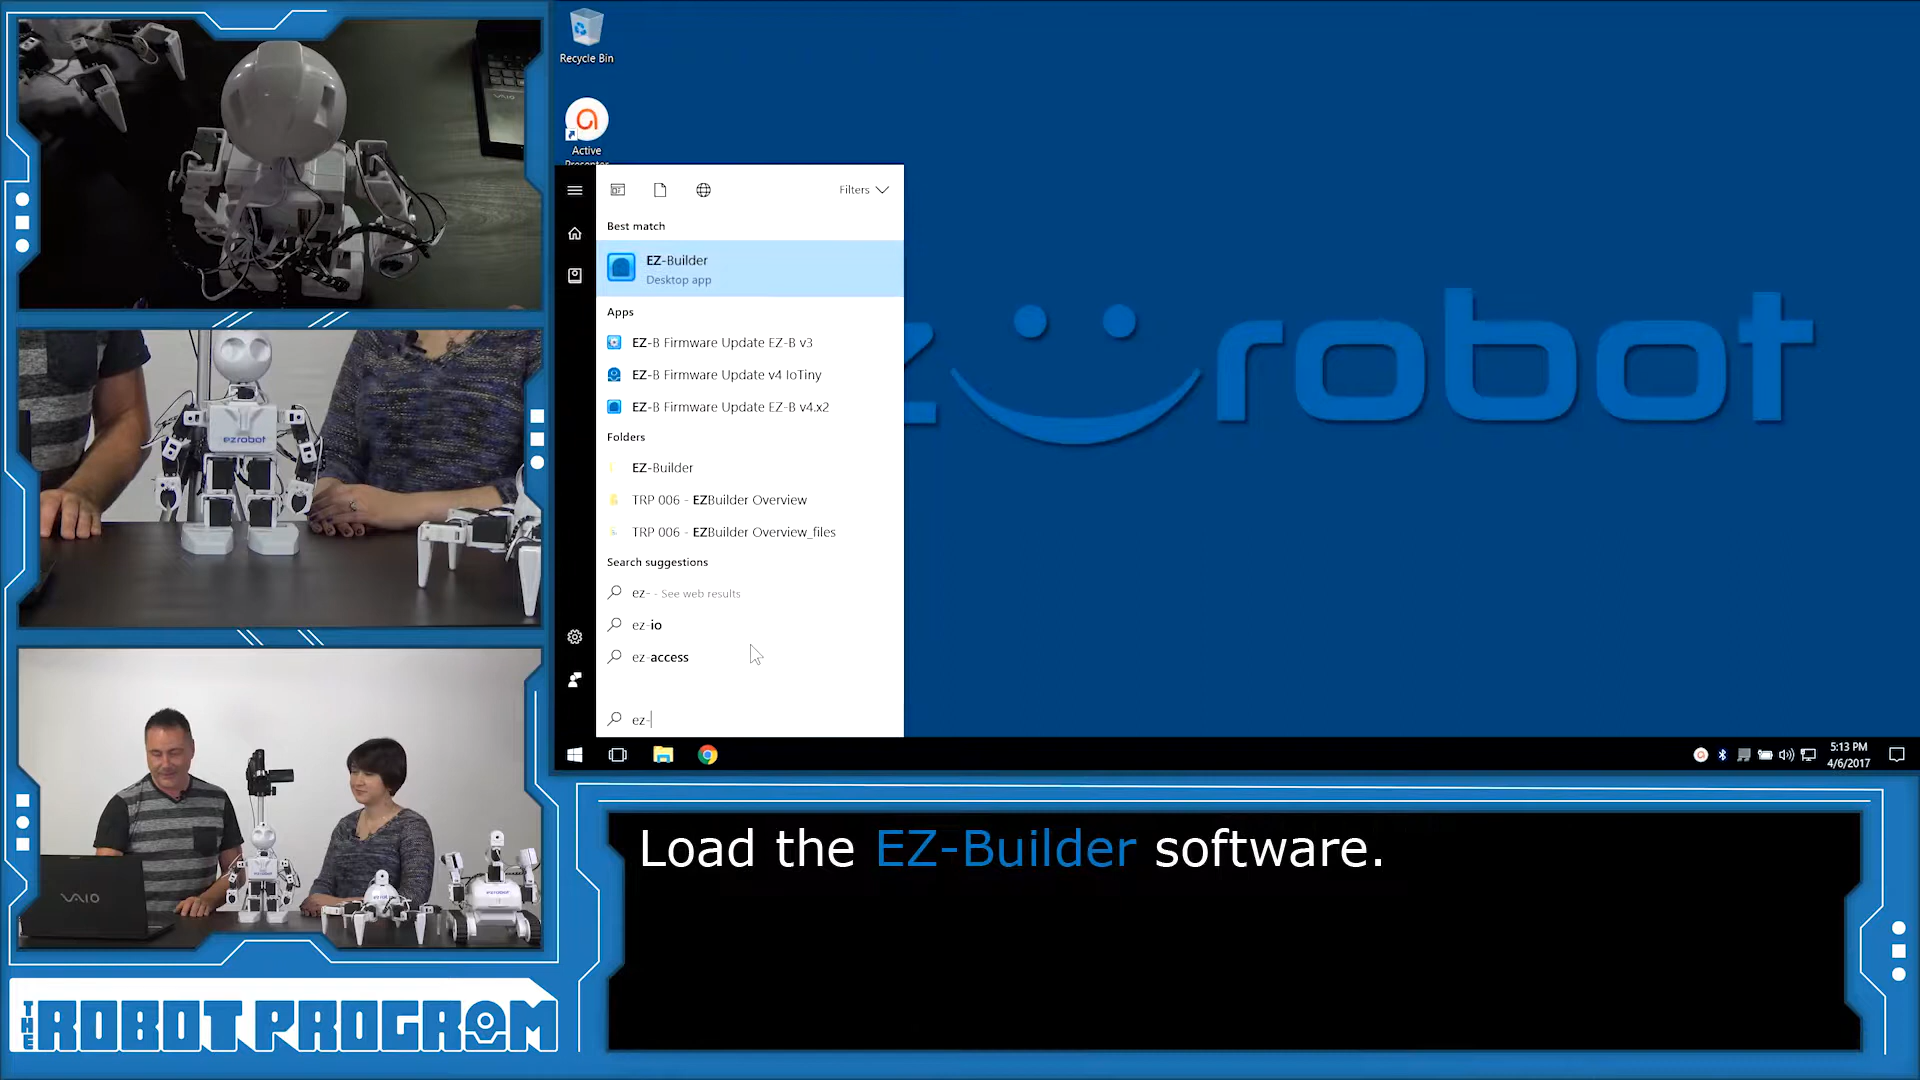 Recycle Bin
Active
Presenter
Filters
Best match
EZ-Builder
Desktop app
Apps
EZ-B Firmware Update EZ-B v3
EZ-B Firmware Update v4 IoTiny
EZ-B Firmware Update EZ-B v4.x2
Folders
EZ-Builder
TRP 006 - EZBuilder Overview
TRP 006 - EZBuilder Overview_files
Search suggestions
ez- - See web results
ez-io
ez-access
ez-
robot
5:13 PM
4/6/2017
VAIO
ezrobot
VAIO
Load the EZ-Builder software.
THE ROBOT PROGRAM